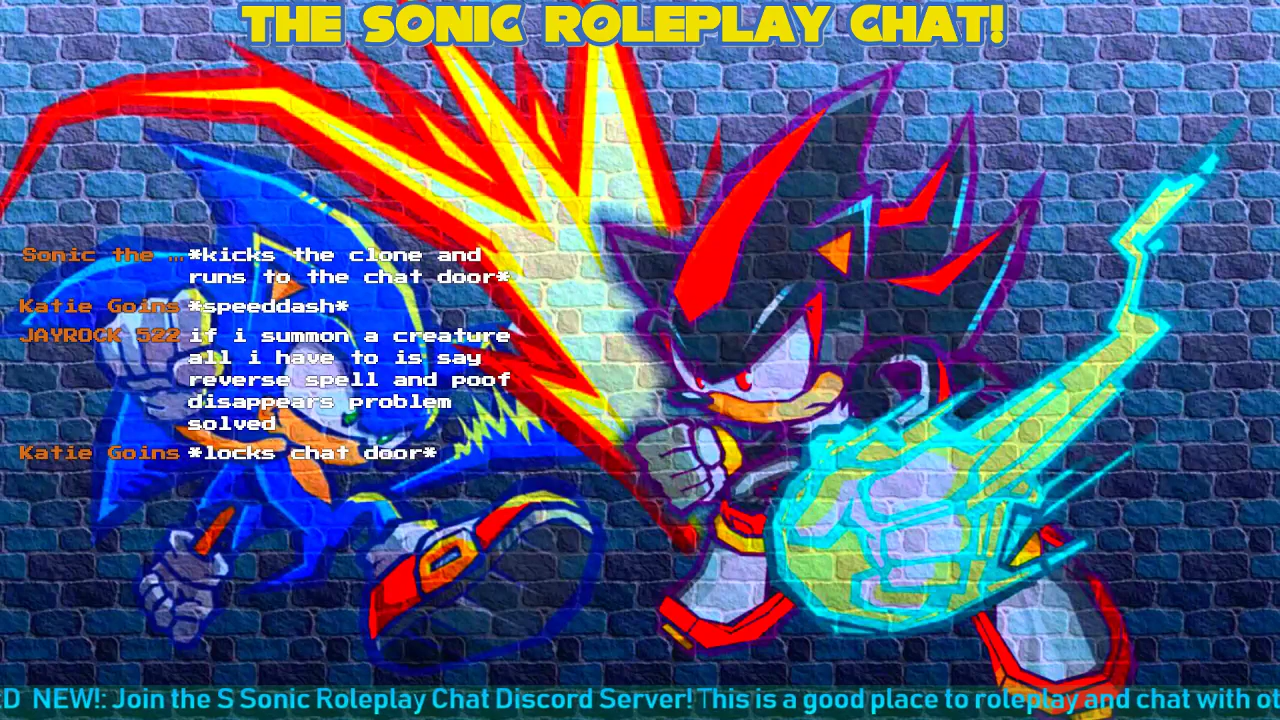 THE SONIC ROLEPLAY CHAT!
Sonic the ... *kicks the clone and
runs to the chat door*
Katie Goins *speeddash*
JAYROCK 522 if i summon a creature
all i have to is say
reverse spell and poof
disappears problem
solved
Katie Goins *locks chat door*
ED NEW!: Join the S Sonic Roleplay Chat Discord Server! This is a good place to roleplay and chat with ot